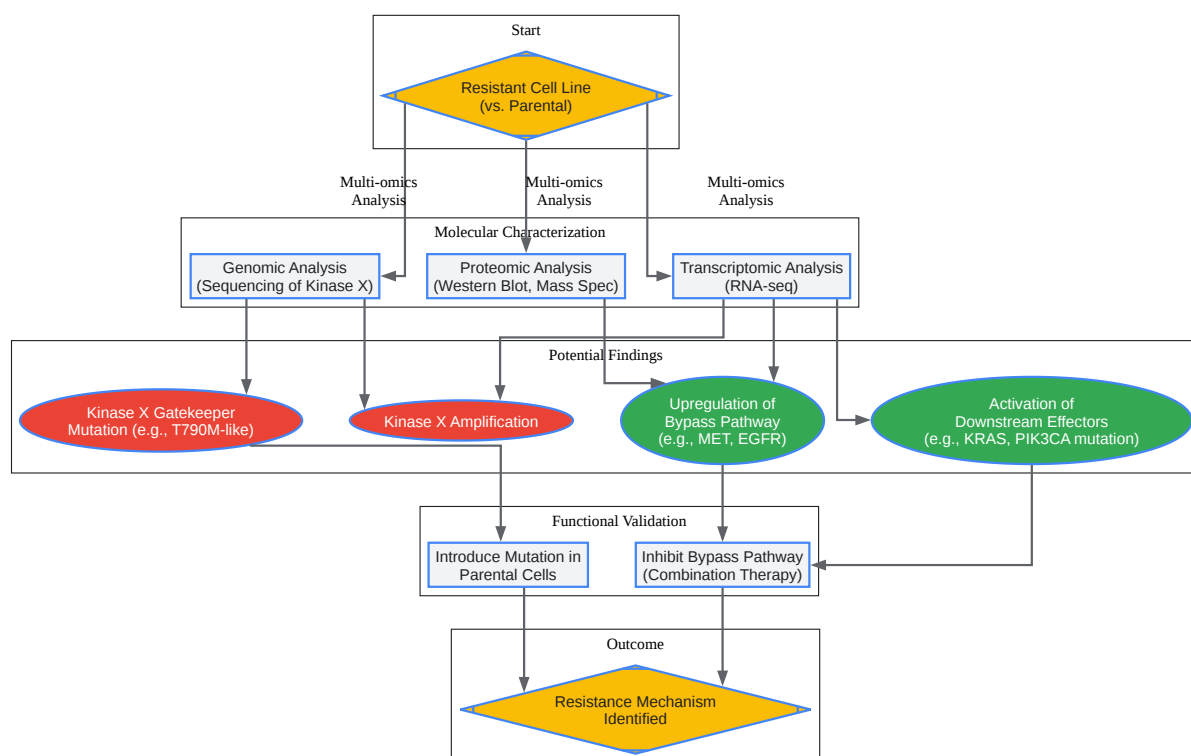 Start
Resistant Cell Line
(vs. Parental)
Multi-omics
Analysis
Multi-omics
Analysis
Multi-omics
Analysis
Molecular Characterization
Genomic Analysis
(Sequencing of Kinase X)
Proteomic Analysis
(Western Blot, Mass Spec)
Transcriptomic Analysis
(RNA-seq)
Potential Findings
Kinase X Gatekeeper
Mutation (e.g., T790M-like)
Kinase X Amplification
Upregulation of
Bypass Pathway
(e.g., MET, EGFR)
Activation of
Downstream Effectors
(e.g., KRAS, PIK3CA mutation)
Functional Validation
Introduce Mutation in
Parental Cells
Inhibit Bypass Pathway
(Combination Therapy)
Outcome
Resistance Mechanism
Identified